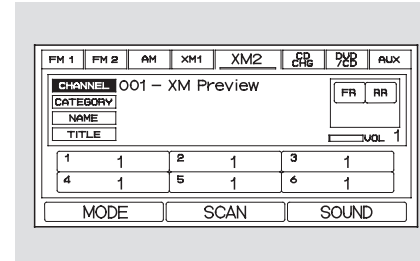 FM 1 FM 2 AM XM1 XM2 CD CHG DVD /CD AUX
CHANNEL 001 – XM Preview FR RR
CATEGORY
NAME
TITLE VOL 1
1 1 2 1 3 1
4 1 5 1 6 1
MODE SCAN SOUND